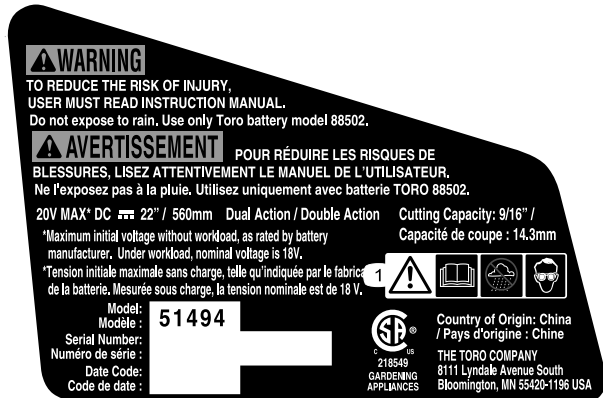 WARNING
TO REDUCE THE RISK OF INJURY,
USER MUST READ INSTRUCTION MANUAL.
Do not expose to rain. Use only Toro battery model 88502.
AVERTISSEMENT POUR RÉDUIRE LES RISQUES DE
BLESSURES, LISEZ ATTENTIVEMENT LE MANUEL DE L'UTILISATEUR.
Ne l'exposez pas à la pluie. Utilisez uniquement avec batterie TORO 88502.
20V MAX* DC 22" / 560mm Dual Action / Double Action
*Maximum initial voltage without workload, as rated by battery
manufacturer. Under workload, nominal voltage is 18V.
*Tension initiale maximale sans charge, telle qu'indiquée par le fabrica
de la batterie. Mesurée sous charge, la tension nominale est de 18 V.
Cutting Capacity: 9/16" /
Capacité de coupe : 14.3mm
1
Model:
Modèle :
51494
Serial Number:
Numéro de série :
Date Code:
Code de date :
SA ®
C US
218549
GARDENING
APPLIANCES
Country of Origin: China
/ Pays d'origine : Chine
THE TORO COMPANY
8111 Lyndale Avenue South
Bloomington, MN 55420-1196 USA